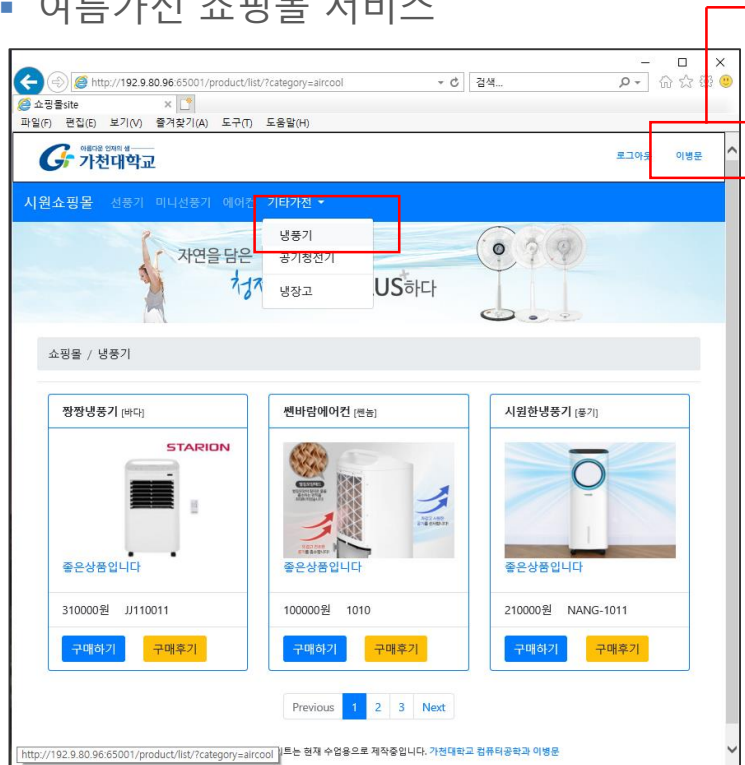 여름가전 쇼핑몰 서비스
http://192.9.80.96:65001/product/list/?category=aircool
검색...
쇼핑몰site
파일(F) 편집(E) 보기(V) 즐겨찾기(A) 도구(T) 도움말(H)
아름다운 인재의 샘
가천대학교
로그아웃 이병문
시원쇼핑몰 선풍기 미니선풍기 에어컨 기타가전
냉풍기
공기청정기
냉장고
자연을 담은
US하다
쇼핑몰 / 냉풍기
짱짱냉풍기 [바다]
쎈바람에어컨 [쎈놈]
시원한냉풍기 [풍기]
STARION
좋은상품입니다
좋은상품입니다
좋은상품입니다
310000원 JJ110011
100000원 1010
210000원 NANG-1011
구매하기 구매후기
구매하기 구매후기
구매하기 구매후기
Previous 1 2 3 Next
http://192.9.80.96:65001/product/list/?category=aircool
트는 현재 수업용으로 제작중입니다. 가천대학교 컴퓨터공학과 이병문